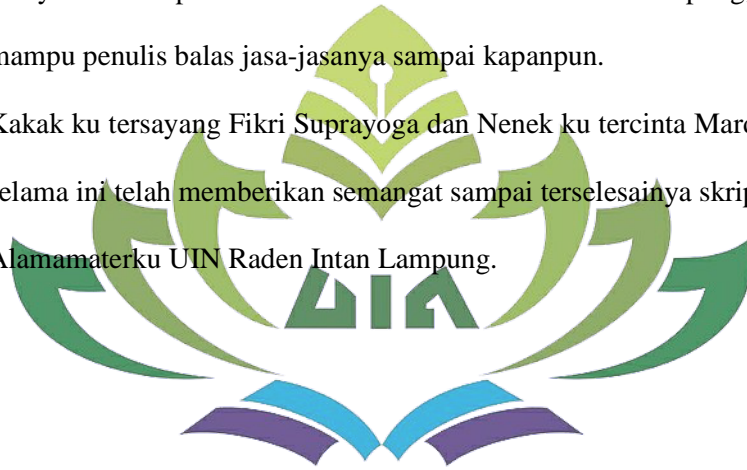 mampu penulis balas jasa-jasanya sampai kapanpun.
Kakak ku tersayang Fikri Suprayoga dan Nenek ku tercinta
selama ini telah memberikan semangat sampai terselesainya
Alamamaterku UIN Raden Intan Lampung.
UIN